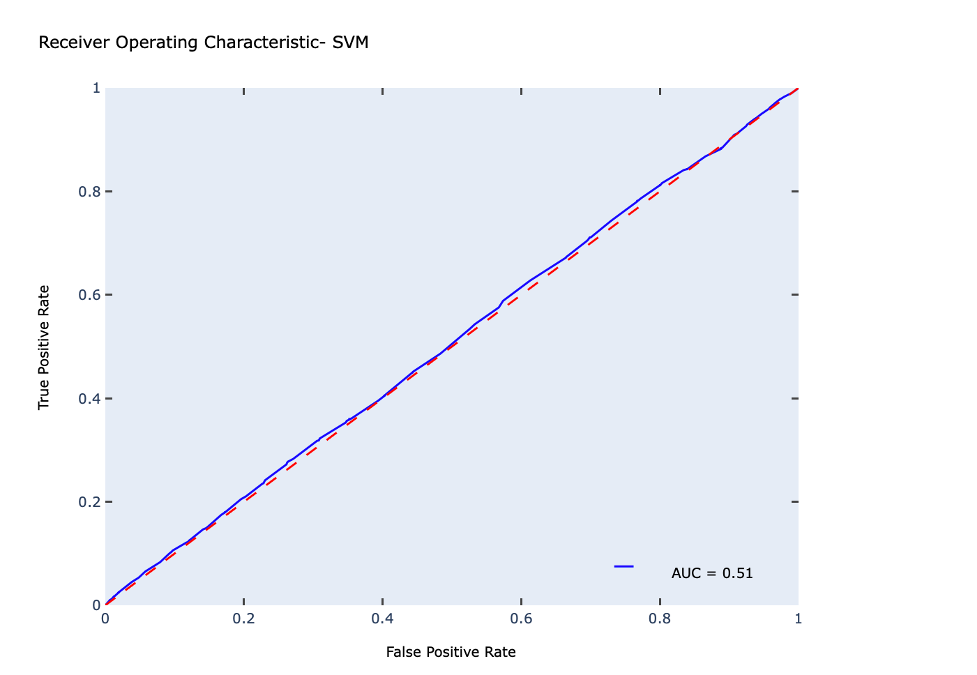 Receiver Operating Characteristic- SVM
1
0.8
0.6
0.4
0.2
0
True Positive Rate
AUC = 0.51
0 0.2 0.4 0.6 0.8 1
False Positive Rate